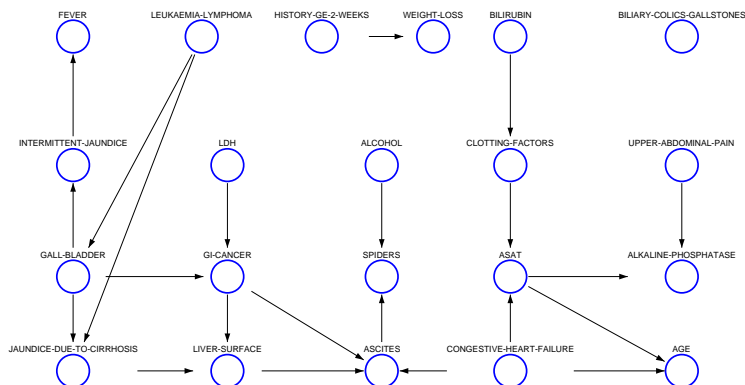 FEVER
LEUKAEMIA-LYMPHOMA
HISTORY-GE-2-WEEKS
WEIGHT-LOSS
BILIRUBIN
BILIARY-COLICS-GALLSTONES
INTERMITTENT-JAUNDICE
LDH
ALCOHOL
CLOTTING-FACTORS
UPPER-ABDOMINAL-PAIN
GALL-BLADDER
GI-CANCER
SPIDERS
ASAT
ALKALINE-PHOSPHATASE
JAUNDICE-DUE-TO-CIRRHOSIS
LIVER-SURFACE
ASCITES
CONGESTIVE-HEART-FAILURE
AGE